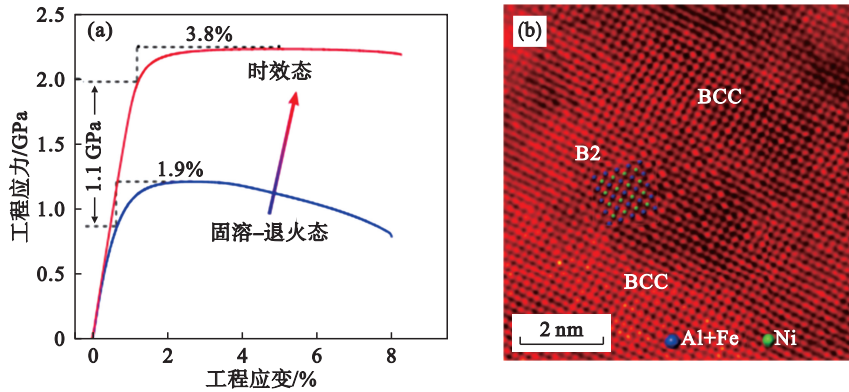 (a)
工程应力/GPa
2.5
2.0
1.5
1.0
0.5
0
3.8%
时效态
1.1 GPa
1.9%
固溶–退火态
0 2 4 6 8
工程应变/%
(b)
BCC
B2
BCC
2 nm
Al+Fe Ni